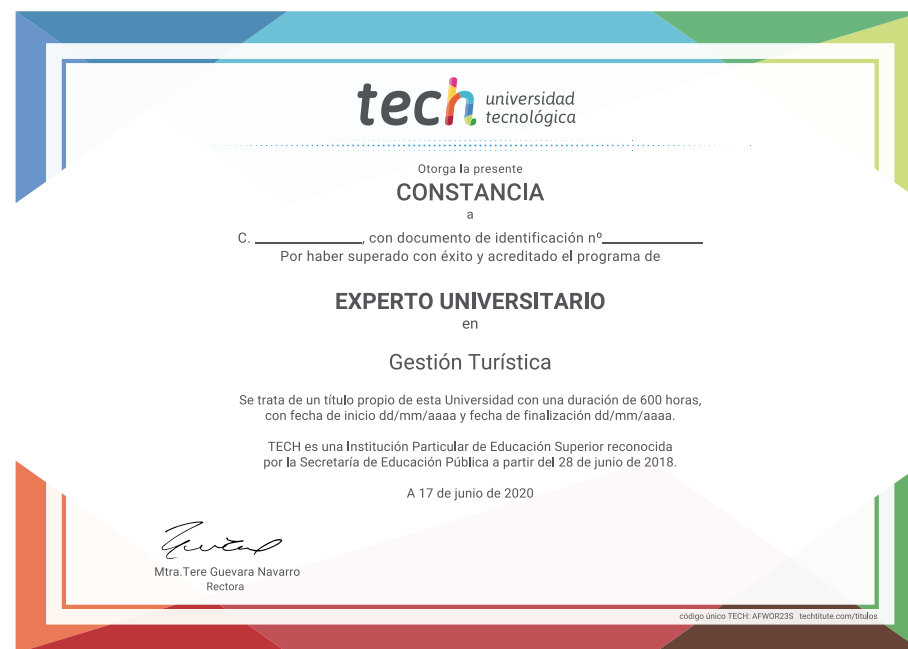 tech universidad
tecnológica
Otorga la presente
CONSTANCIA
a
C. ____________, con documento de identificación nº____________
Por haber superado con éxito y acreditado el programa de
EXPERTO UNIVERSITARIO
en
Gestión Turística
Se trata de un título propio de esta Universidad con una duración de 600 horas,
con fecha de inicio dd/mm/aaaa y fecha de finalización dd/mm/aaaa.
TECH es una Institución Particular de Educación Superior reconocida
por la Secretaría de Educación Pública a partir del 28 de junio de 2018.
A 17 de junio de 2020
Mtra.Tere Guevara Navarro
Rectora
código único TECH: AFWOR23S techtitute.com/titulos